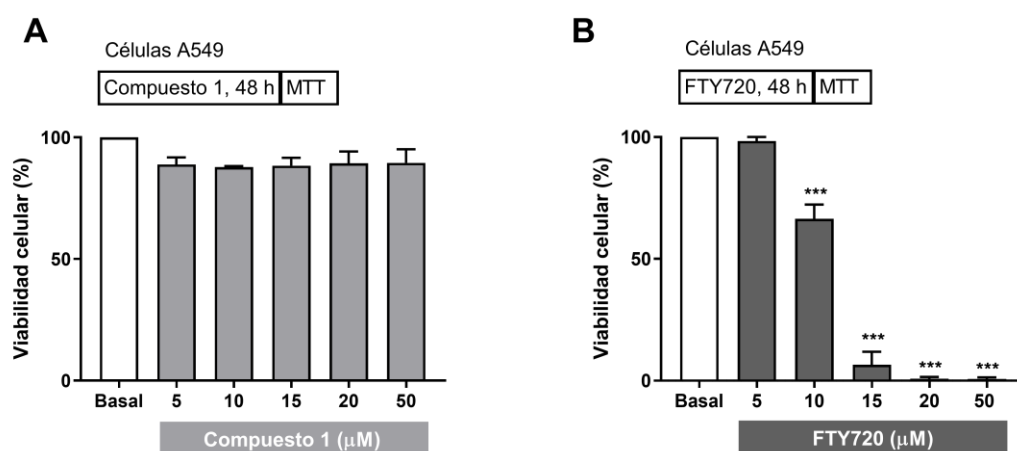 A
Células A549
Compuesto 1, 48 h MTT
Viabilidad celular (%)
100
50
0
Basal 5 10 15 20 50
Compuesto 1 (μM)
B
Células A549
FTY720, 48 h MTT
Viabilidad celular (%)
100
50
0
***
***
***
***
Basal 5 10 15 20 50
FTY720 (μM)